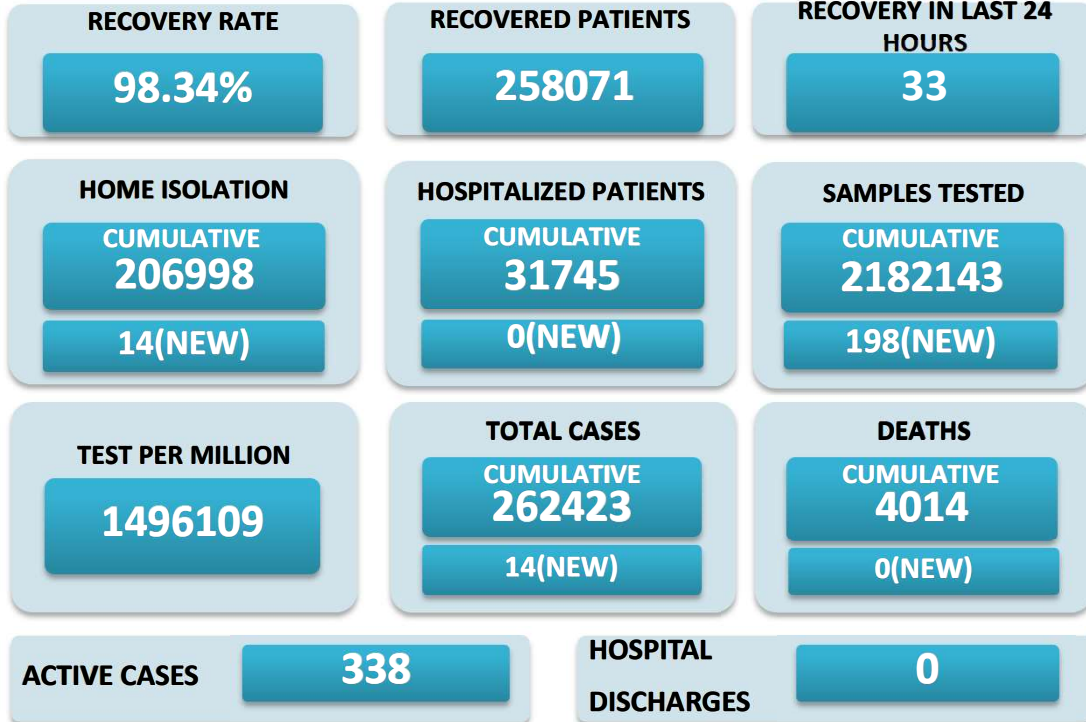 RECOVERY RATE
98.34%
RECOVERED PATIENTS
258071
RECOVERY IN LAST 24
HOURS
33
HOME ISOLATION
CUMULATIVE
206998
14(NEW)
HOSPITALIZED PATIENTS
CUMULATIVE
31745
0(NEW)
SAMPLES TESTED
CUMULATIVE
2182143
198(NEW)
TEST PER MILLION
1496109
TOTAL CASES
CUMULATIVE
262423
14(NEW)
DEATHS
CUMULATIVE
4014
0(NEW)
ACTIVE CASES
338
HOSPITAL
DISCHARGES
0